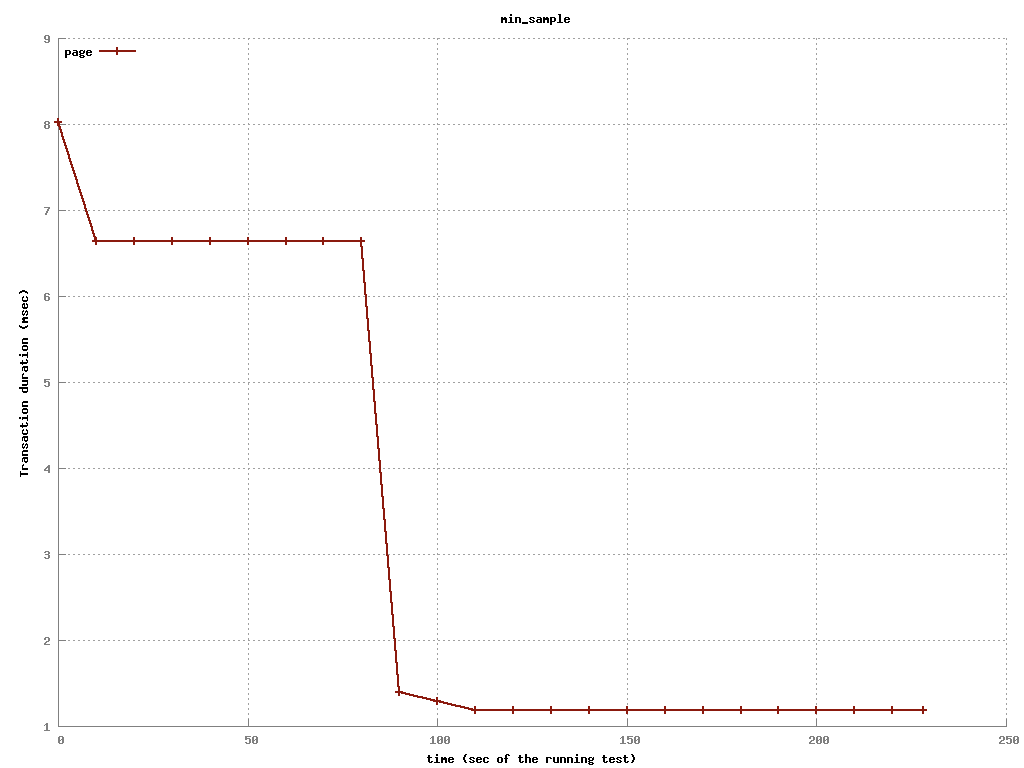 min_sample
page
9
8
7
6
5
4
3
2
1
Transaction duration (msec)
0 50 100 150 200 250
time (sec of the running test)